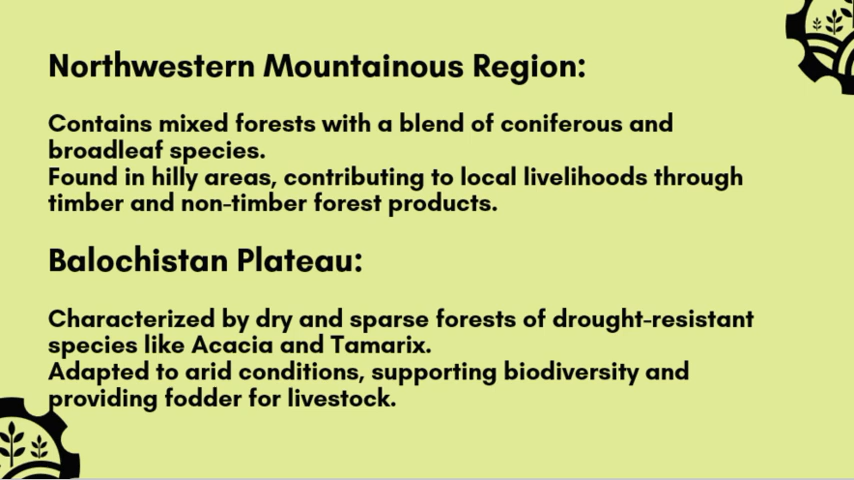 Northwestern Mountainous Region:
Contains mixed forests with a blend of coniferous and
broadleaf species.
Found in hilly areas, contributing to local livelihoods through
timber and non-timber forest products.
Balochistan Plateau:
Characterized by dry and sparse forests of drought-resistant
species like Acacia and Tamarix.
Adapted to arid conditions, supporting biodiversity and
providing fodder for livestock.